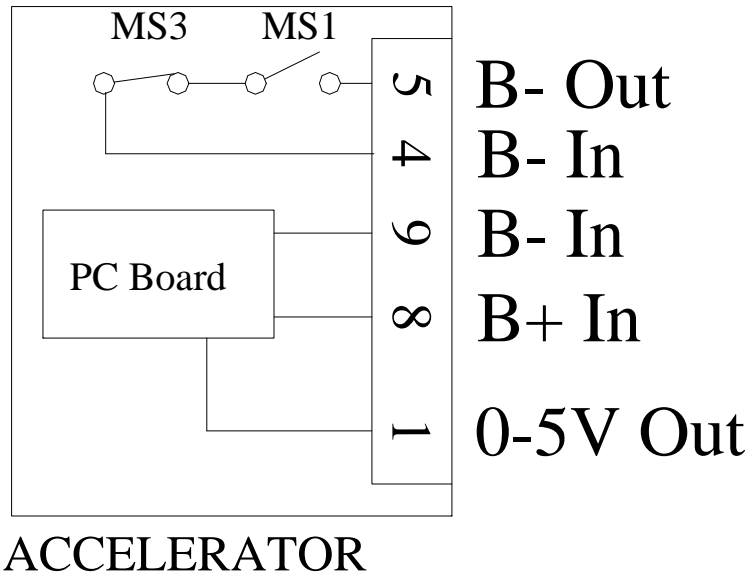 MS3 MS1
5 B- Out
4 B- In
9 B- In
PC Board
8 B+ In
1 0-5V Out
ACCELERATOR